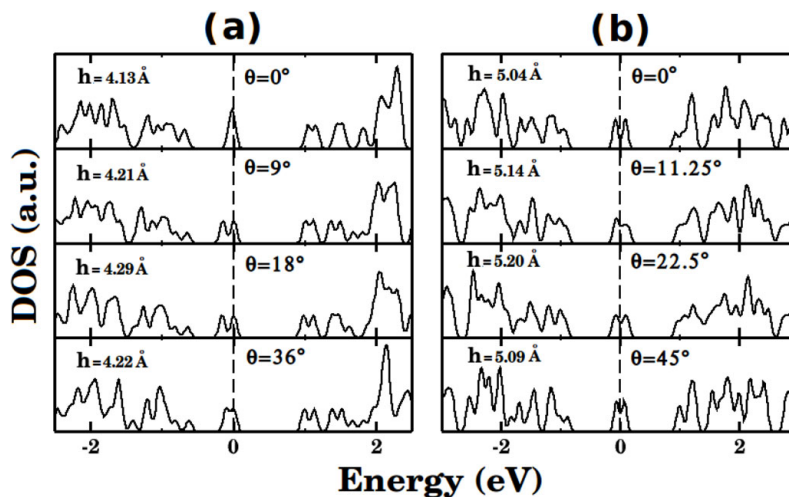 (a) (b)
h = 4.13 Å θ=0° h = 5.04 Å θ=0°
h = 4.21 Å θ=9° h = 5.14 Å θ=11.25°
h = 4.29 Å θ=18° h = 5.20 Å θ=22.5°
h = 4.22 Å θ=36° h = 5.09 Å θ=45°
DOS (a.u.)
-2 0 2 -2 0 2
Energy (eV)